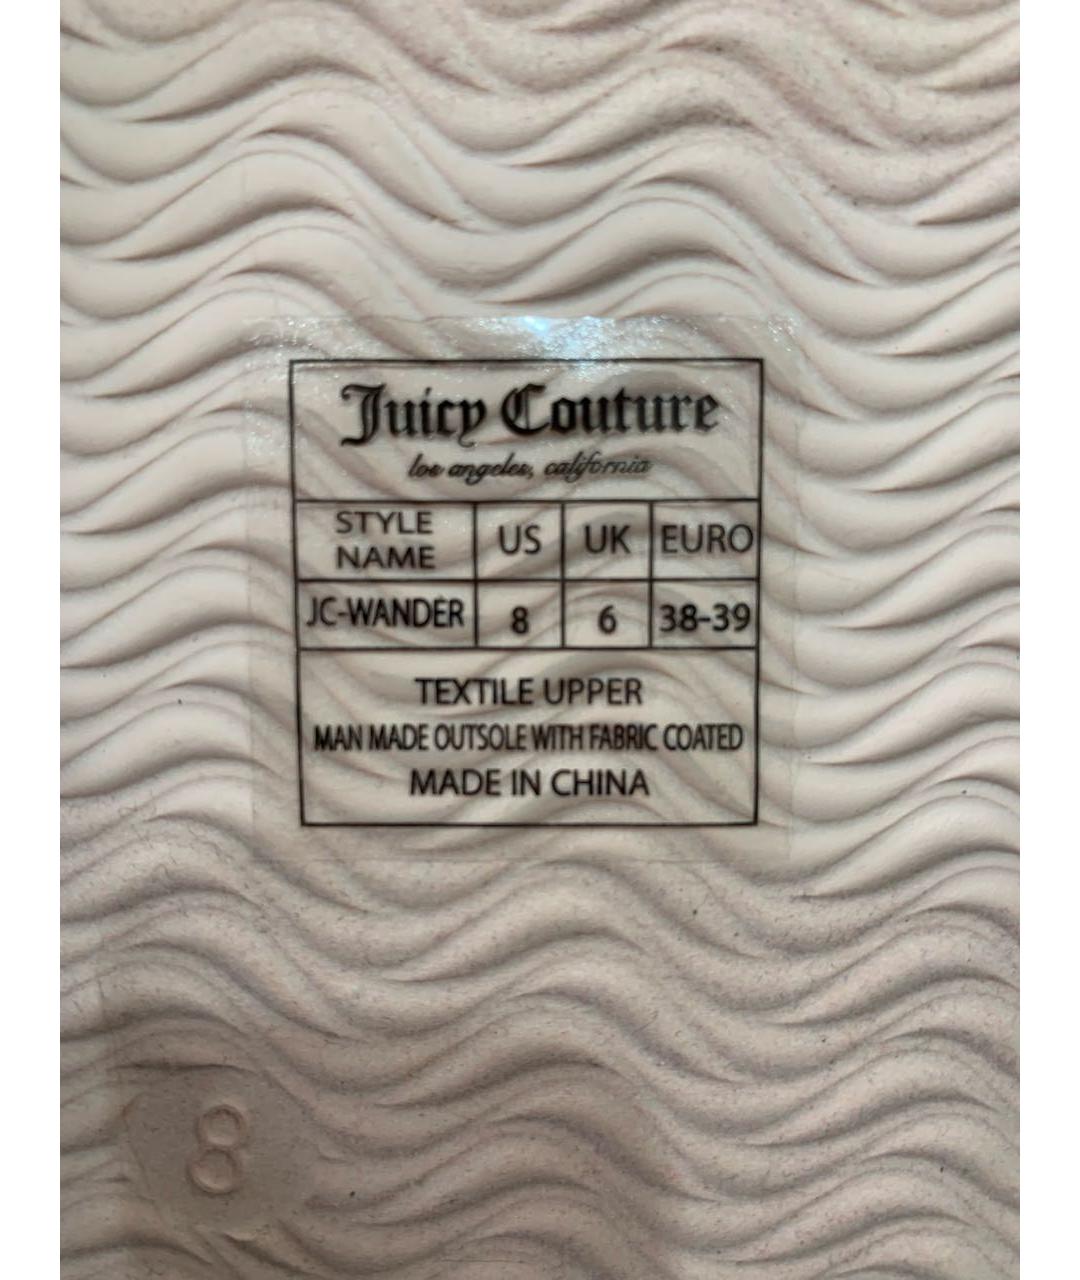 Juicy Couture
los angeles, california
STYLE NAME US UK EURO
JC-WANDER 8 6 38-39
TEXTILE UPPER
MAN MADE OUTSOLE WITH FABRIC COATED
MADE IN CHINA
8